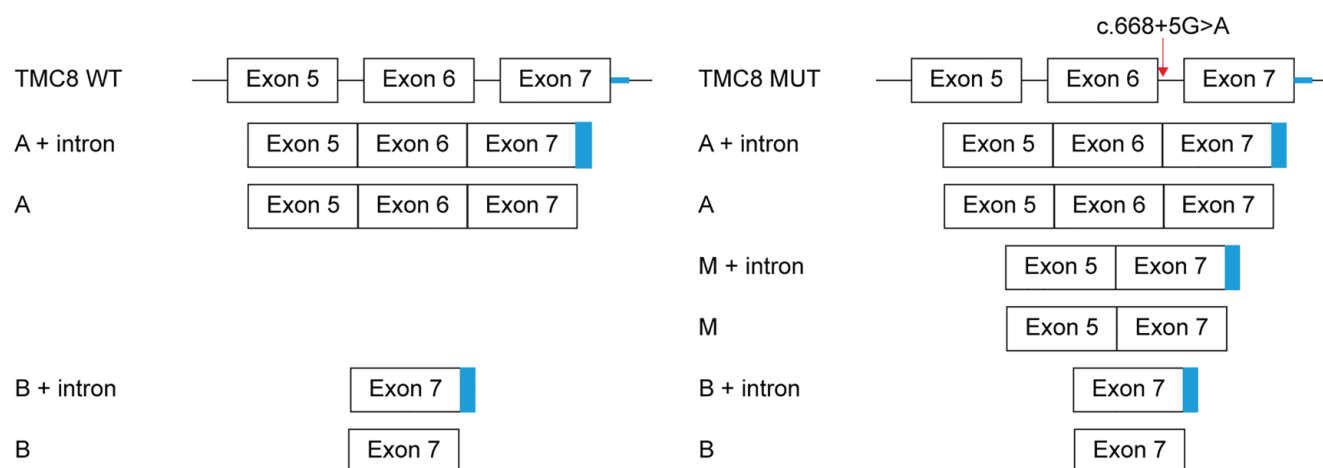 c.668+5G>A
TMC8 WT Exon 5 Exon 6 Exon 7 TMC8 MUT Exon 5 Exon 6 Exon 7
A + intron Exon 5 Exon 6 Exon 7 A + intron Exon 5 Exon 6 Exon 7
A Exon 5 Exon 6 Exon 7 A Exon 5 Exon 6 Exon 7
M + intron Exon 5 Exon 7
M Exon 5 Exon 7
B + intron Exon 7 B + intron Exon 7
B Exon 7 B Exon 7